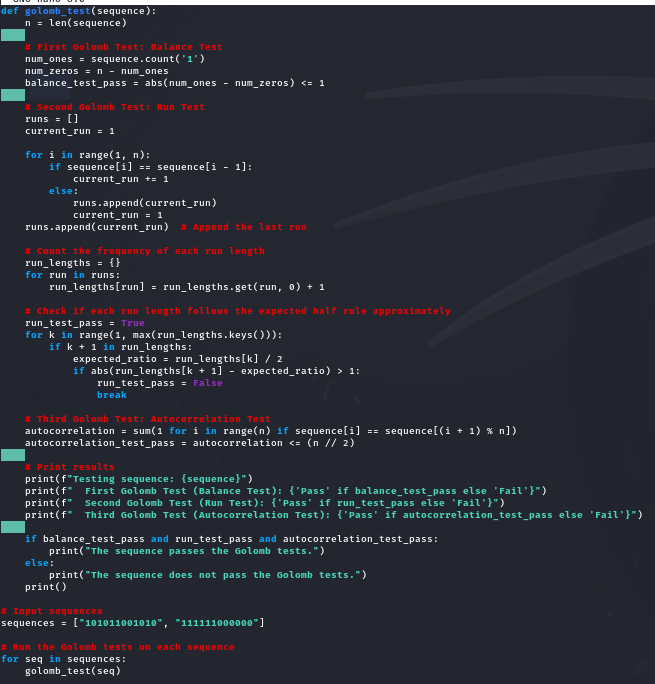 def golomb_test(sequence):
    n = len(sequence)

    # First Golomb Test: Balance Test
    num_ones = sequence.count('1')
    num_zeros = n - num_ones
    balance_test_pass = abs(num_ones - num_zeros) <= 1

    # Second Golomb Test: Run Test
    runs = []
    current_run = 1

    for i in range(1, n):
        if sequence[i] == sequence[i - 1]:
            current_run += 1
        else:
            runs.append(current_run)
            current_run = 1
    runs.append(current_run)  # Append the last run

    # Count the frequency of each run length
    run_lengths = {}
    for run in runs:
        run_lengths[run] = run_lengths.get(run, 0) + 1

    # Check if each run length follows the expected half rule approximately
    run_test_pass = True
    for k in range(1, max(run_lengths.keys())):
        if k + 1 in run_lengths:
            expected_ratio = run_lengths[k] / 2
            if abs(run_lengths[k + 1] - expected_ratio) > 1:
                run_test_pass = False
                break

    # Third Golomb Test: Autocorrelation Test
    autocorrelation = sum(1 for i in range(n) if sequence[i] == sequence[(i + 1) % n])
    autocorrelation_test_pass = autocorrelation <= (n // 2)

    # Print results
    print(f"Testing sequence: {sequence}")
    print(f"  First Golomb Test (Balance Test): {'Pass' if balance_test_pass else 'Fail'}")
    print(f"  Second Golomb Test (Run Test): {'Pass' if run_test_pass else 'Fail'}")
    print(f"  Third Golomb Test (Autocorrelation Test): {'Pass' if autocorrelation_test_pass else 'Fail'}")

    if balance_test_pass and run_test_pass and autocorrelation_test_pass:
        print("The sequence passes the Golomb tests.")
    else:
        print("The sequence does not pass the Golomb tests.")
    print()

# Input sequences
sequences = ["101011001010", "111111000000"]

# Run the Golomb tests on each sequence
for seq in sequences:
    golomb_test(seq)